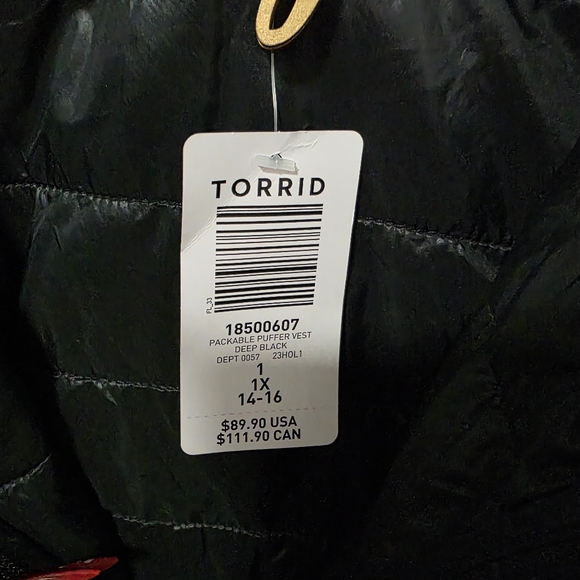 TORRID
FL_33
18500607
PACKABLE PUFFER VEST
DEEP BLACK
DEPT 0057 23HOL1
1
1X
14-16
$89.90 USA
$111.90 CAN